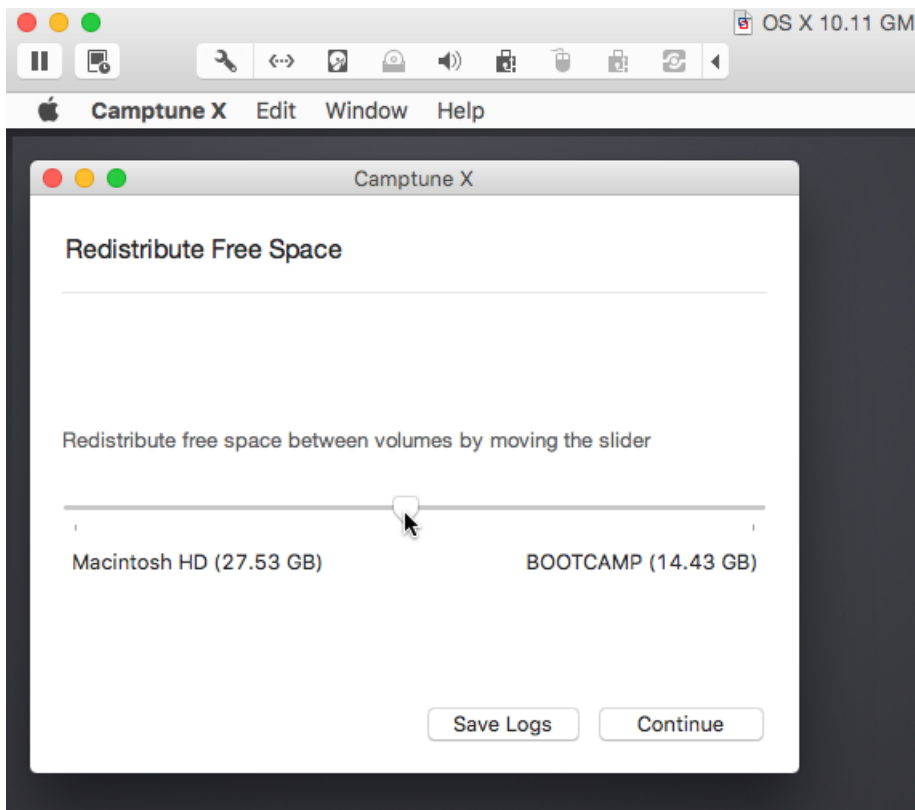 OS X 10.11 GM
Camptune X Edit Window Help
Camptune X
Redistribute Free Space
Redistribute free space between volumes by moving the slider
Macintosh HD (27.53 GB) BOOTCAMP (14.43 GB)
Save Logs Continue